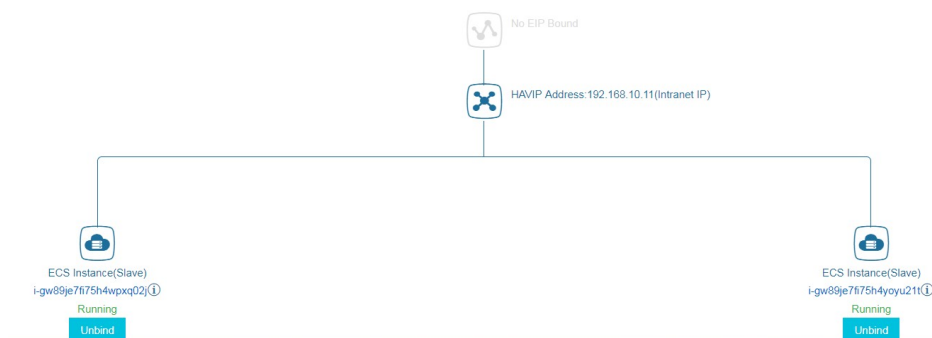 No EIP Bound
HAVIP Address:192.168.10.11(Intranet IP)
ECS Instance(Slave)
i-gw89je7fi75h4wpxq02j
Running
Unbind
ECS Instance(Slave)
i-gw89je7fi75h4yoyu21t
Running
Unbind